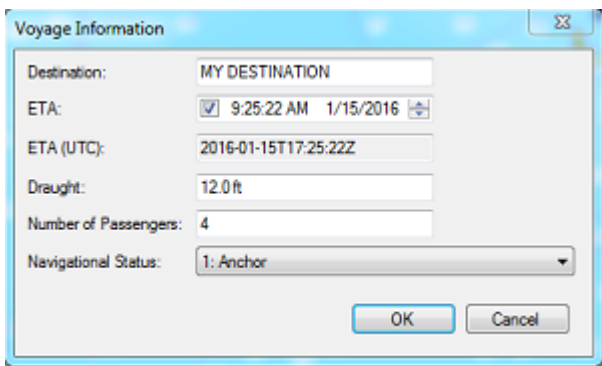 Voyage Information
Destination: MY DESTINATION
ETA: 9:25:22 AM 1/15/2016
ETA (UTC): 2016-01-15T17:25:22Z
Draught: 12.0 ft
Number of Passengers: 4
Navigational Status: 1: Anchor
OK Cancel